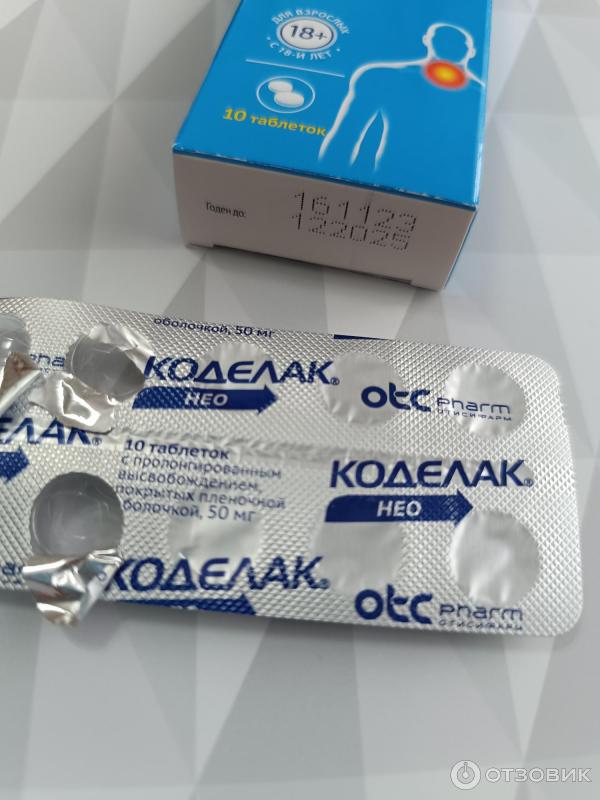 ДЛЯ ВЗРОСЛЫХ
18+
С 18-И ЛЕТ
10 таблеток
Годен до:
161123
122025
оболочкой, 50 мг
КОДЕЛАК®
НЕО
otc pharm
ОТИСИФАРМ
10 таблеток
с пролонгированным
высвобождением,
покрытых пленочной
оболочкой, 50 мг
КОДЕЛАК®
НЕО
КОДЕЛАК®
otc pharm
ОТИСИФАРМ
ОТЗОВИК